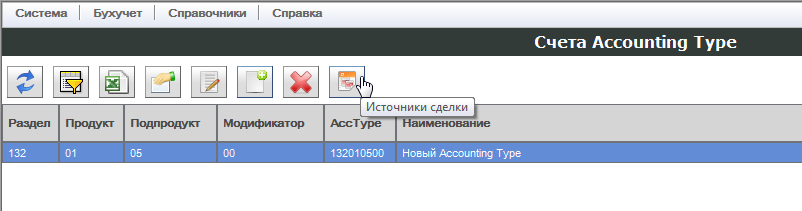 Система Бухучет Справочники Справка
Счета Accounting Type
Источники сделки
Раздел Продукт Подпродукт Модификатор AccType Наименование
132 01 05 00 132010500 Новый Accounting Type